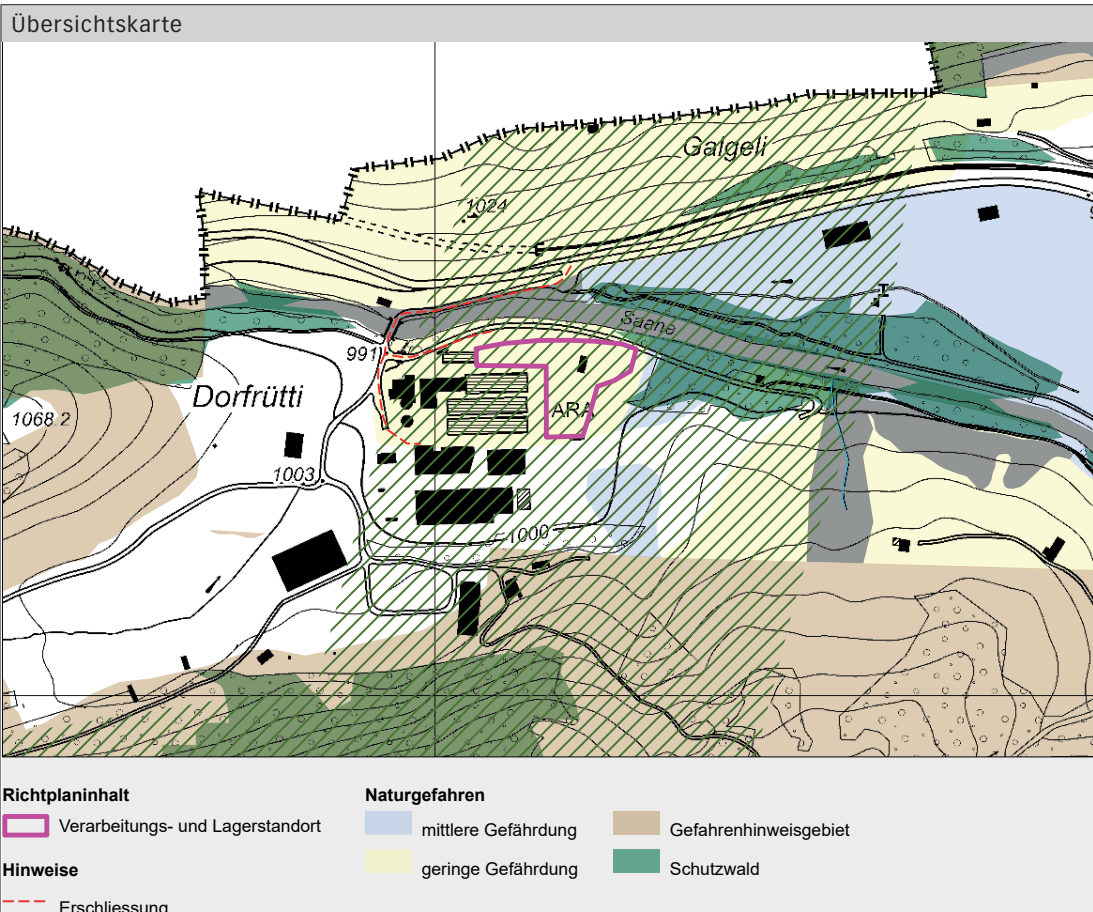 Übersichtskarte
Galgeli
1024
Saane
991
Dorfrütti
ARA
1068.2
1003
1000
Richtplaninhalt
Verarbeitungs- und Lagerstandort
Hinweise
Erschliessung
Naturgefahren
mittlere Gefährdung
geringe Gefährdung
Gefahrenhinweisgebiet
Schutzwald